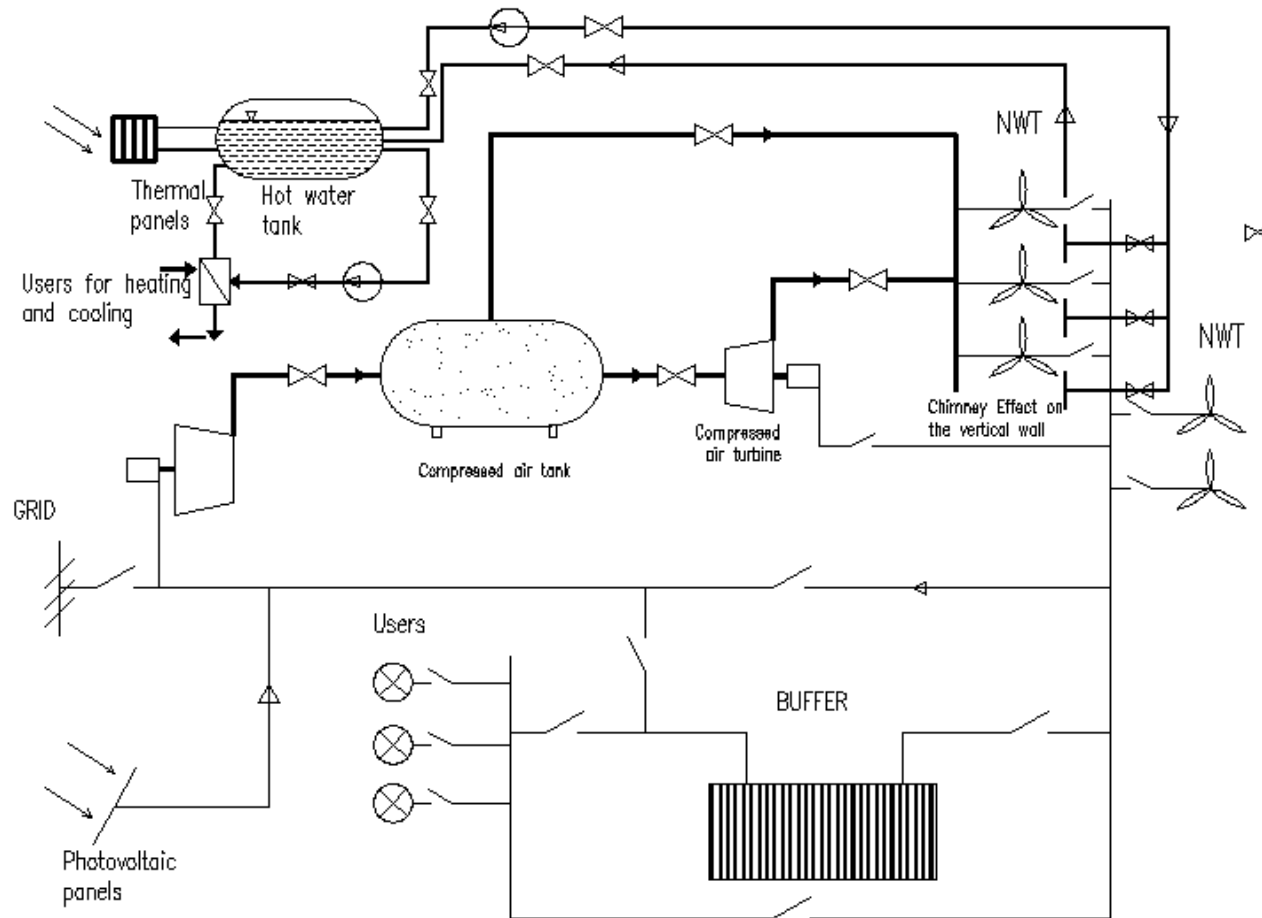 NWT
Thermal
panels
Hot water
tank
Users for heating
and cooling
NWT
Chimney Effect on
the vertical wall
Compressed
air turbine
Compressed air tank
GRID
Users
BUFFER
Photovoltaic
panels